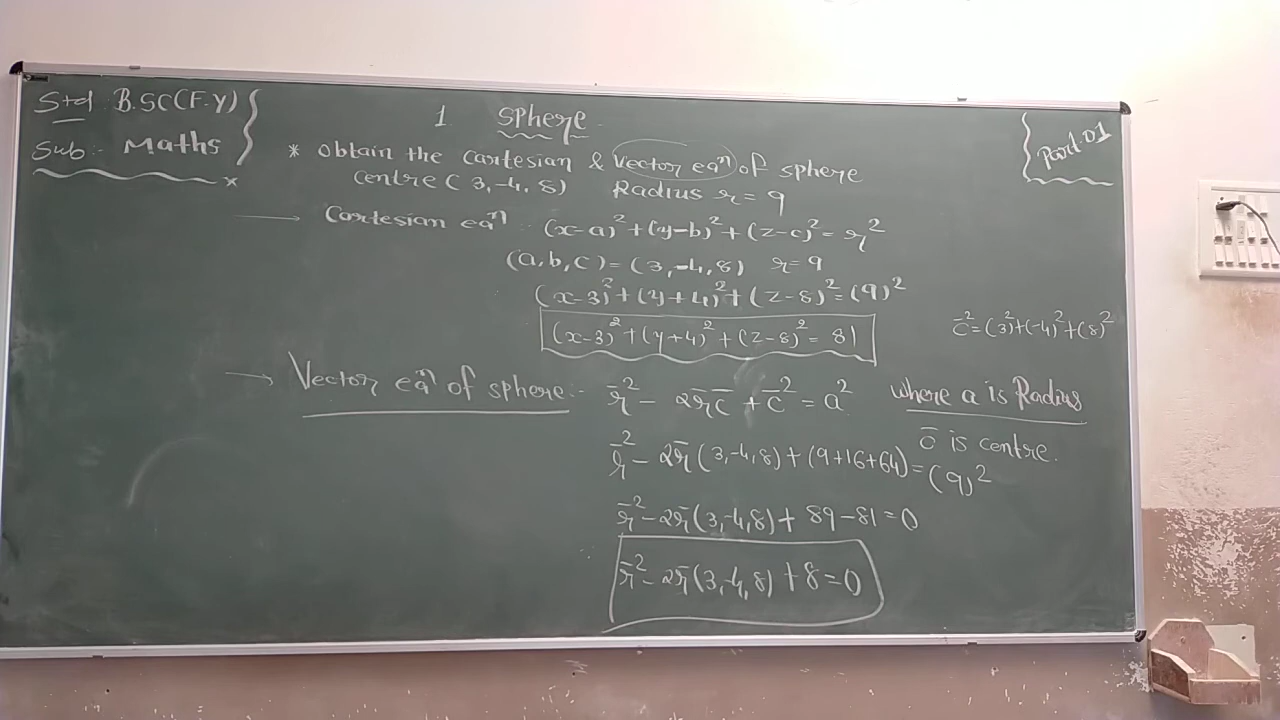 Std B.SC(F.Y)
Sub:- Maths
1. Sphere
Part.01
* obtain the cartesian & Vector eqⁿ of sphere
centre ( 3, -4, 8) Radius r = 9
→ Cartesian eqⁿ :- (x-a)² + (y-b)² + (z-c)² = r²
(a,b,c) = (3,-4,8) r = 9
(x-3)² + (y+4)² + (z-8)² = (9)²
(x-3)² + (y+4)² + (z-8)² = 81
c̄² = (3)² + (-4)² + (8)²
→ Vector eqⁿ of sphere:- r̄² - 2r̄c̄ + c̄² = a² where a is Radius
c̄ is centre.
r̄² - 2r̄(3,-4,8) + (9+16+64) = (9)²
r̄² - 2r̄(3,-4,8) + 89-81 = 0
r̄² - 2r̄(3,-4,8) + 8 = 0